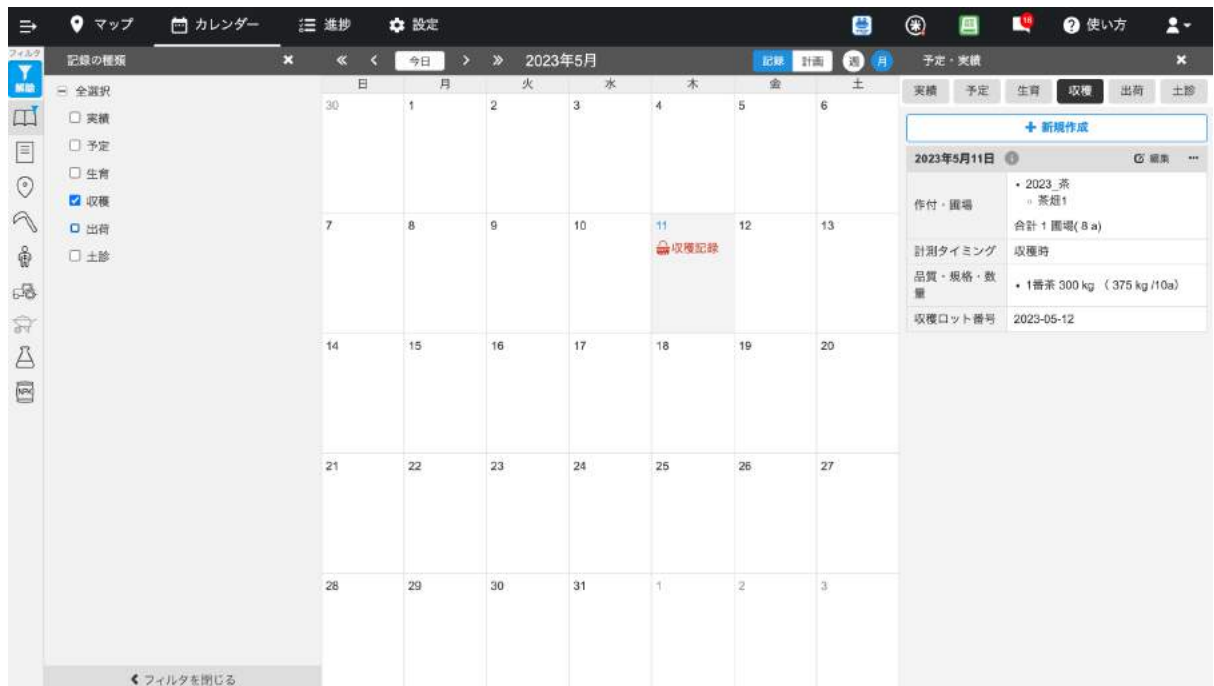 マップ カレンダー 進捗 設定 米 16 使い方
フィルタ
解除
記録の種類
全選択
実績
予定
生育
収穫
出荷
土診
NPK
フィルタを閉じる
今日 2023年5月 記録 計画 週 月
日 月 火 水 木 金 土
30 1 2 3 4 5 6
7 8 9 10 11 12 13
収穫記録
14 15 16 17 18 19 20
21 22 23 24 25 26 27
28 29 30 31 1 2 3
予定・実績
実績 予定 生育 収穫 出荷 土診
+ 新規作成
2023年5月11日 編集 ...
作付・圃場
• 2023_茶
◦ 茶畑1
合計 1 圃場( 8 a)
計測タイミング 収穫時
品質・規格・数
量
• 1番茶 300 kg ( 375 kg /10a)
収穫ロット番号 2023-05-12